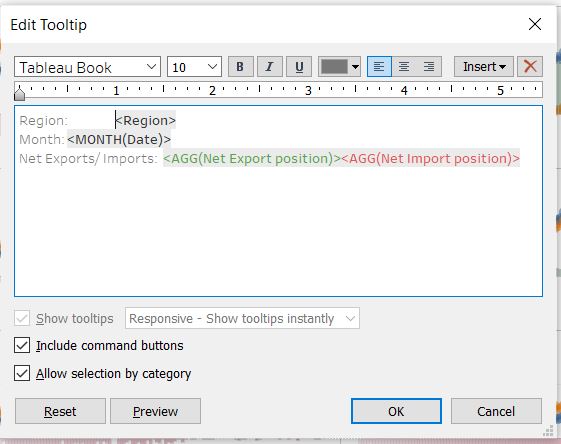 Edit Tooltip
Tableau Book 10 B I U Insert
1 2 3 4 5
Region: <Region>
Month: <MONTH(Date)>
Net Exports/ Imports: <AGG(Net Export position)><AGG(Net Import position)>
Show tooltips Responsive - Show tooltips instantly
Include command buttons
Allow selection by category
Reset Preview OK Cancel